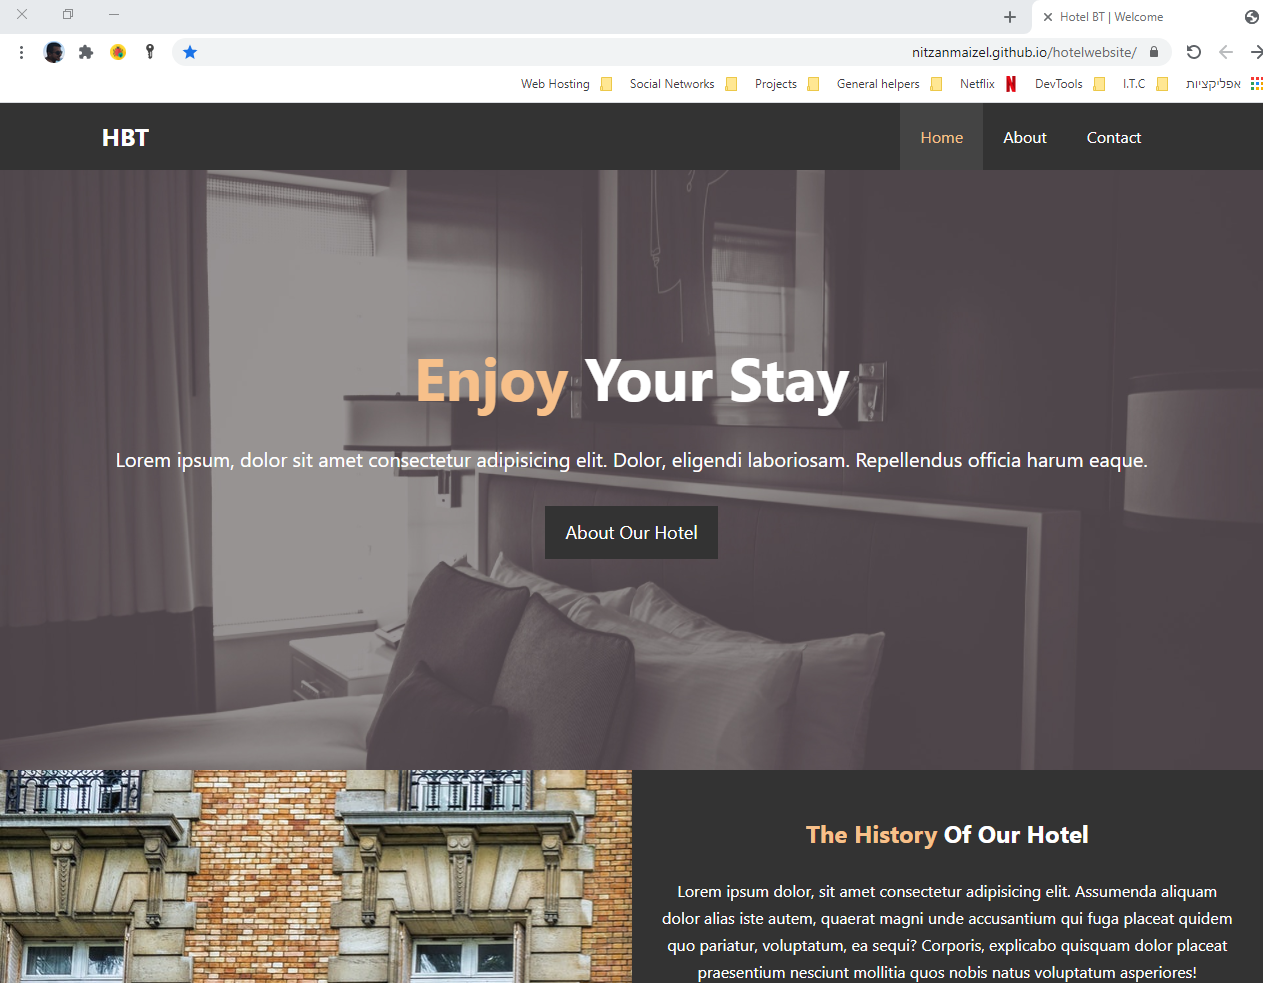 Hotel BT | Welcome
nitzanmaizel.github.io/hotelwebsite/
Web Hosting Social Networks Projects General helpers Netflix DevTools I.T.C אפליקציות
HBT Home About Contact
Enjoy Your Stay
Lorem ipsum, dolor sit amet consectetur adipisicing elit. Dolor, eligendi laboriosam. Repellendus officia harum eaque.
About Our Hotel
The History Of Our Hotel
Lorem ipsum dolor, sit amet consectetur adipisicing elit. Assumenda aliquam
dolor alias iste autem, quaerat magni unde accusantium qui fuga placeat quidem
quo pariatur, voluptatum, ea sequi? Corporis, explicabo quisquam dolor placeat
praesentium nesciunt mollitia quos nobis natus voluptatum asperiores!